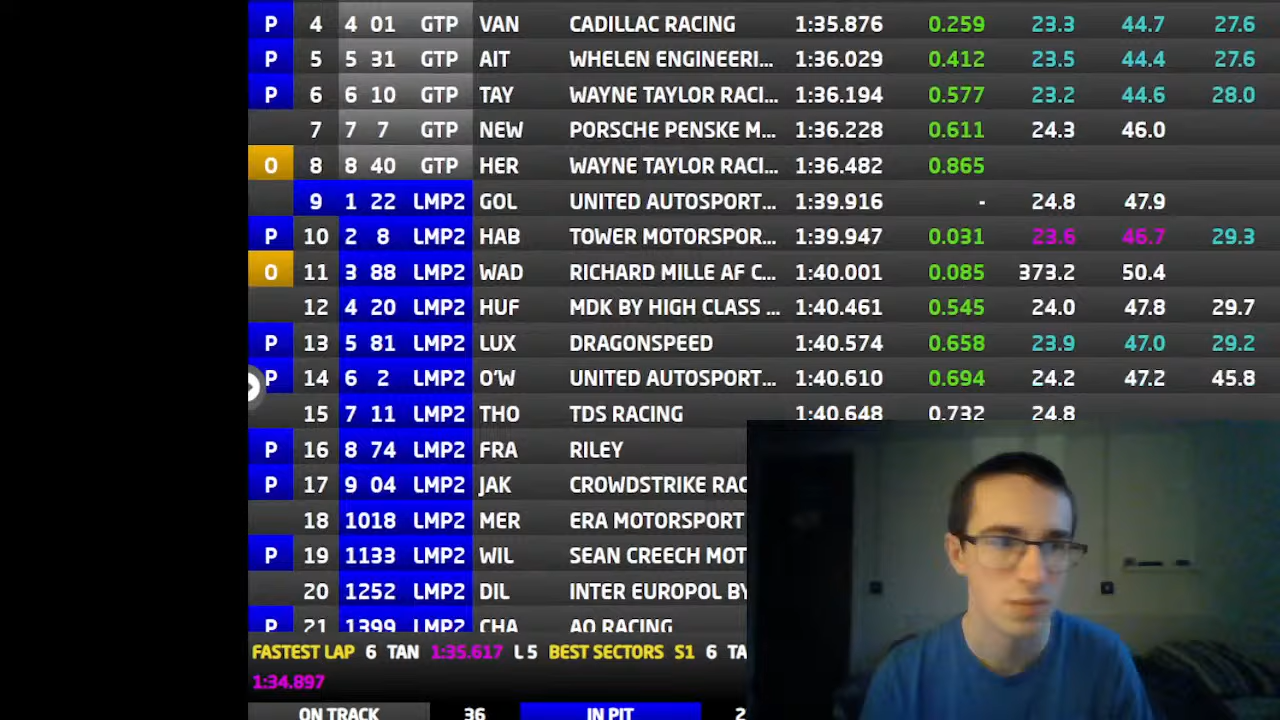 P 4 4 01 GTP VAN CADILLAC RACING 1:35.876 0.259 23.3 44.7 27.6
P 5 5 31 GTP AIT WHELEN ENGINEERI... 1:36.029 0.412 23.5 44.4 27.6
P 6 6 10 GTP TAY WAYNE TAYLOR RACI... 1:36.194 0.577 23.2 44.6 28.0
7 7 7 GTP NEW PORSCHE PENSKE M... 1:36.228 0.611 24.3 46.0
O 8 8 40 GTP HER WAYNE TAYLOR RACI... 1:36.482 0.865
9 1 22 LMP2 GOL UNITED AUTOSPORT... 1:39.916 - 24.8 47.9
P 10 2 8 LMP2 HAB TOWER MOTORSPOR... 1:39.947 0.031 23.6 46.7 29.3
O 11 3 88 LMP2 WAD RICHARD MILLE AF C... 1:40.001 0.085 373.2 50.4
12 4 20 LMP2 HUF MDK BY HIGH CLASS ... 1:40.461 0.545 24.0 47.8 29.7
P 13 5 81 LMP2 LUX DRAGONSPEED 1:40.574 0.658 23.9 47.0 29.2
P 14 6 2 LMP2 O'W UNITED AUTOSPORT... 1:40.610 0.694 24.2 47.2 45.8
15 7 11 LMP2 THO TDS RACING 1:40.648 0.732 24.8
P 16 8 74 LMP2 FRA RILEY
P 17 9 04 LMP2 JAK CROWDSTRIKE RAC
18 1018 LMP2 MER ERA MOTORSPORT
P 19 1133 LMP2 WIL SEAN CREECH MOT
20 1252 LMP2 DIL INTER EUROPOL BY
P 21 1399 LMP2 CHA AO RACING
FASTEST LAP 6 TAN 1:35.617 L 5 BEST SECTORS S1 6 TA
1:34.897
ON TRACK 36 IN PIT 2